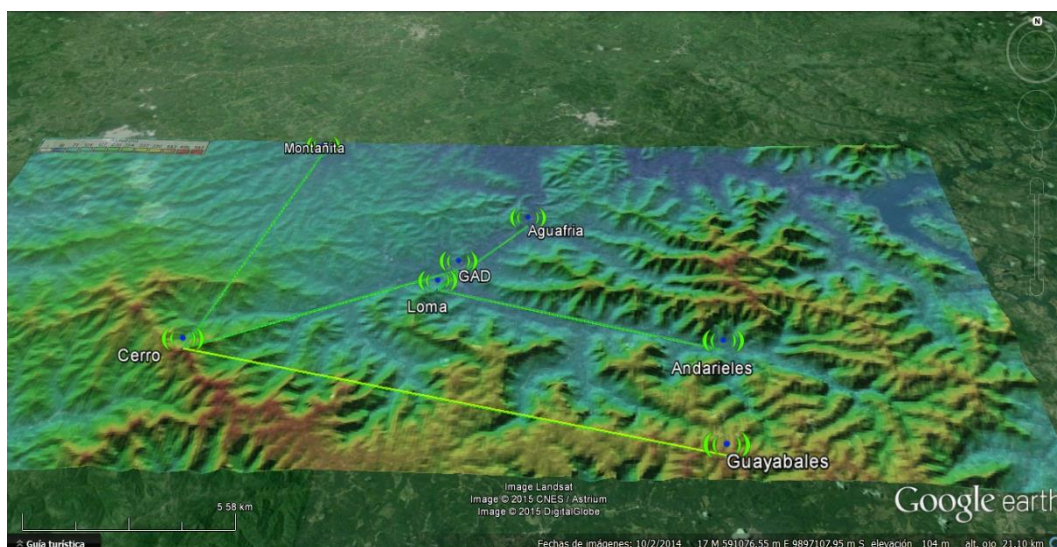 N
Montañita
Aguafria
GAD
Loma
Cerro
Andarieles
Guayabales
Image Landsat
Image © 2015 CNES / Astrium
Image © 2015 DigitalGlobe
Google earth
5.58 km
Guía turística
Fechas de imágenes: 10/2/2014 17 M 591076.55 m E 9897107.95 m S elevación 104 m alt. ojo 21.10 km